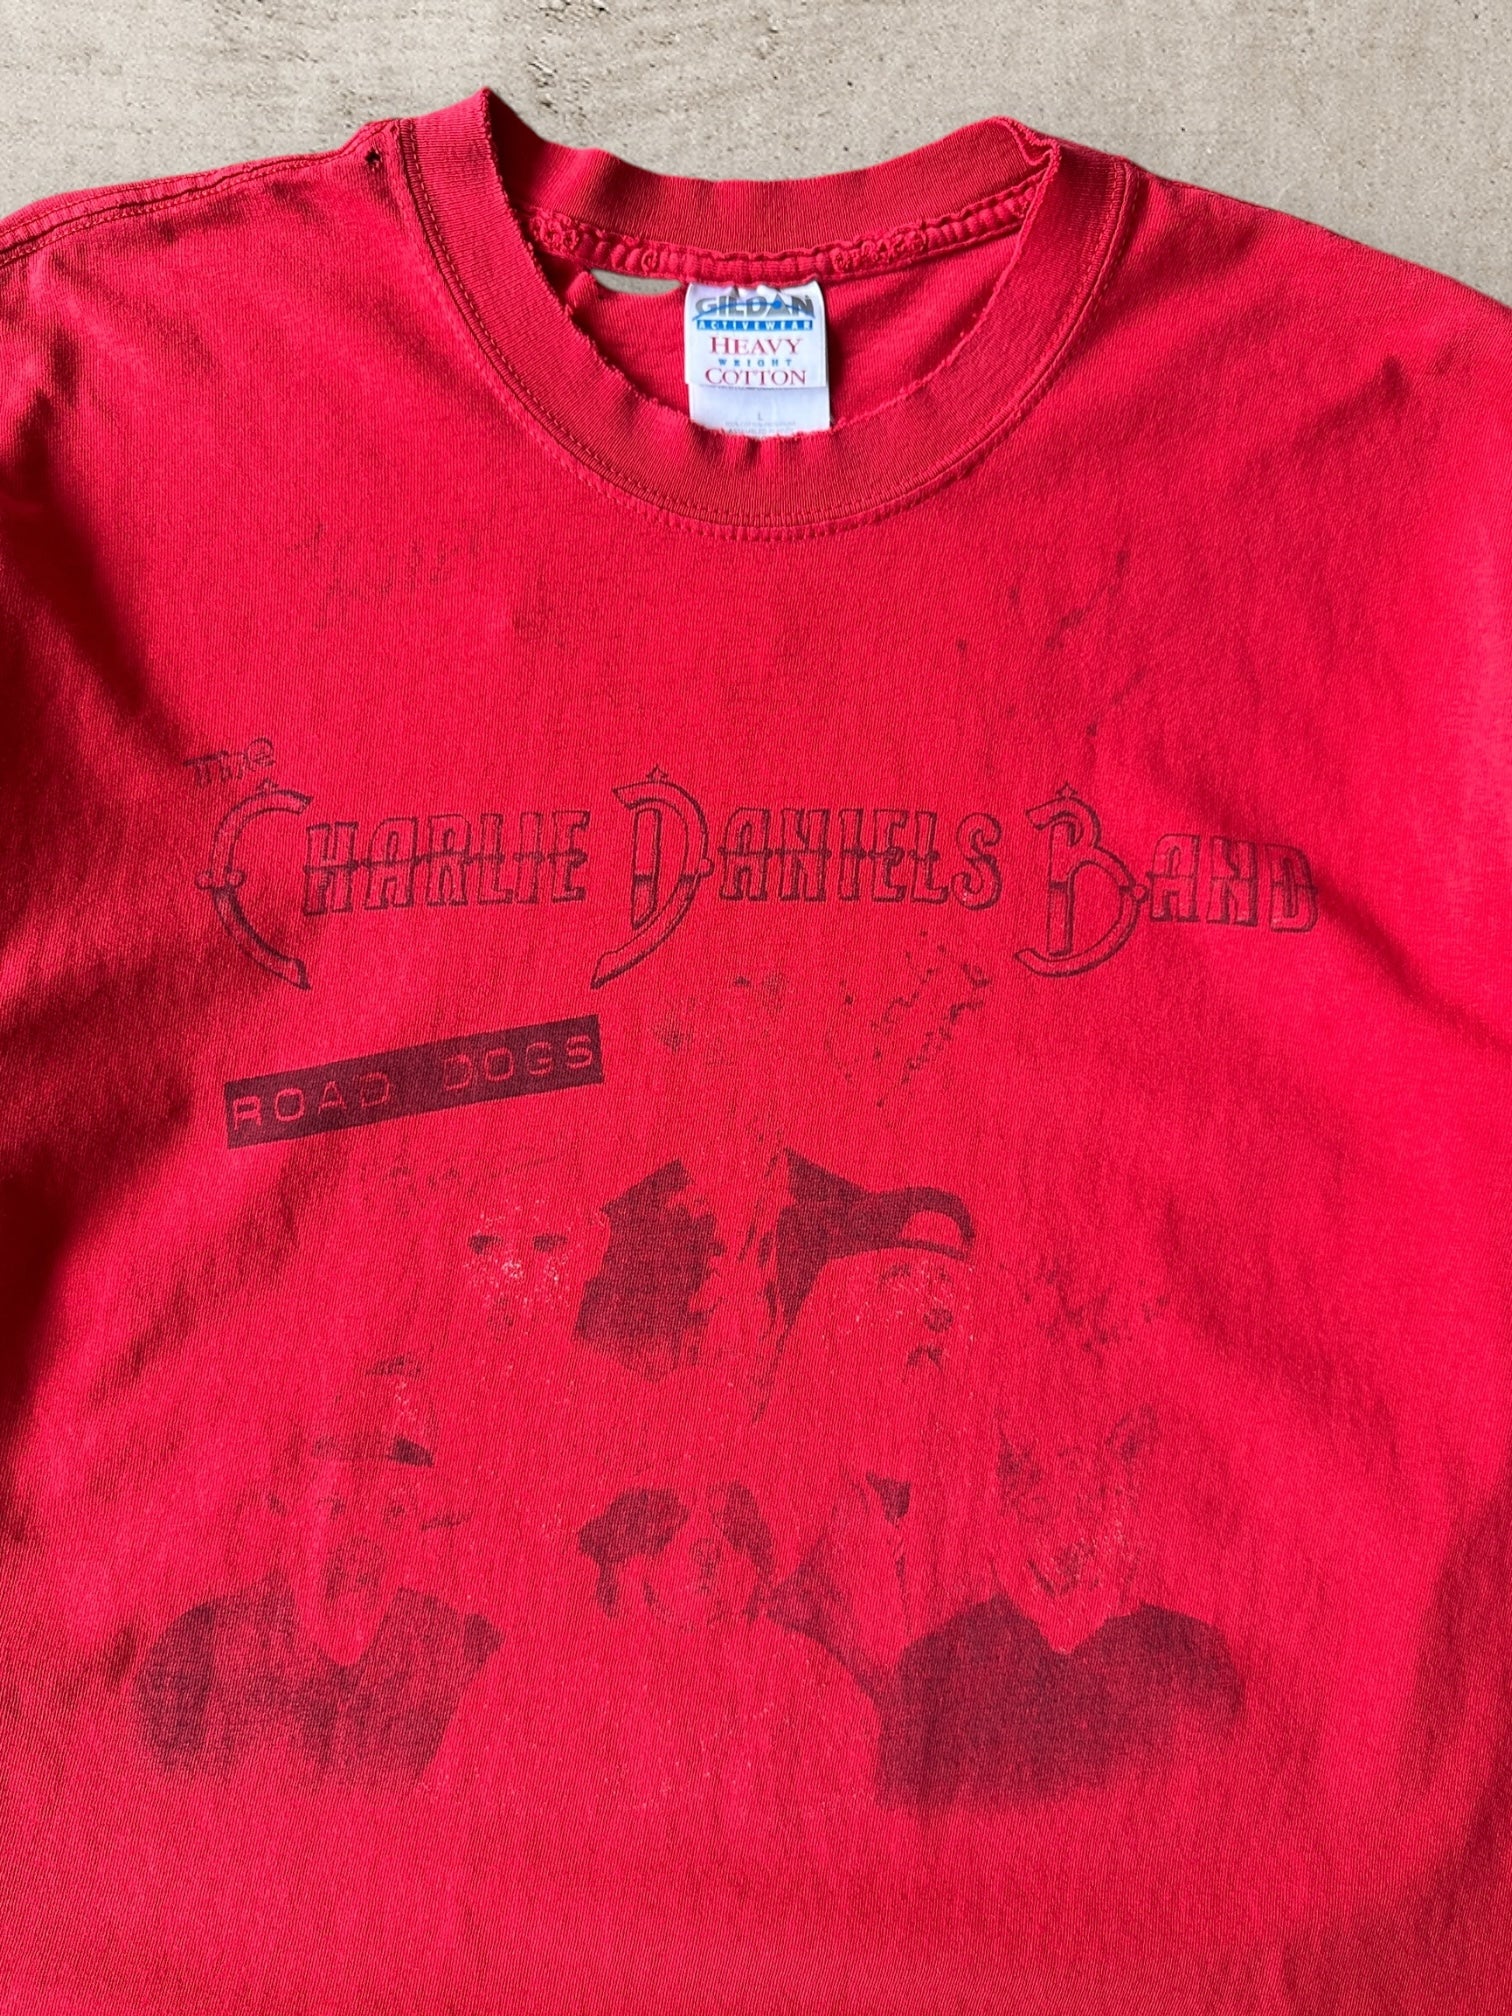 GILDAN
ACTIVEWEAR
HEAVY
WEIGHT
COTTON
L
The
CHARLIE DANIELS BAND
ROAD DOGS